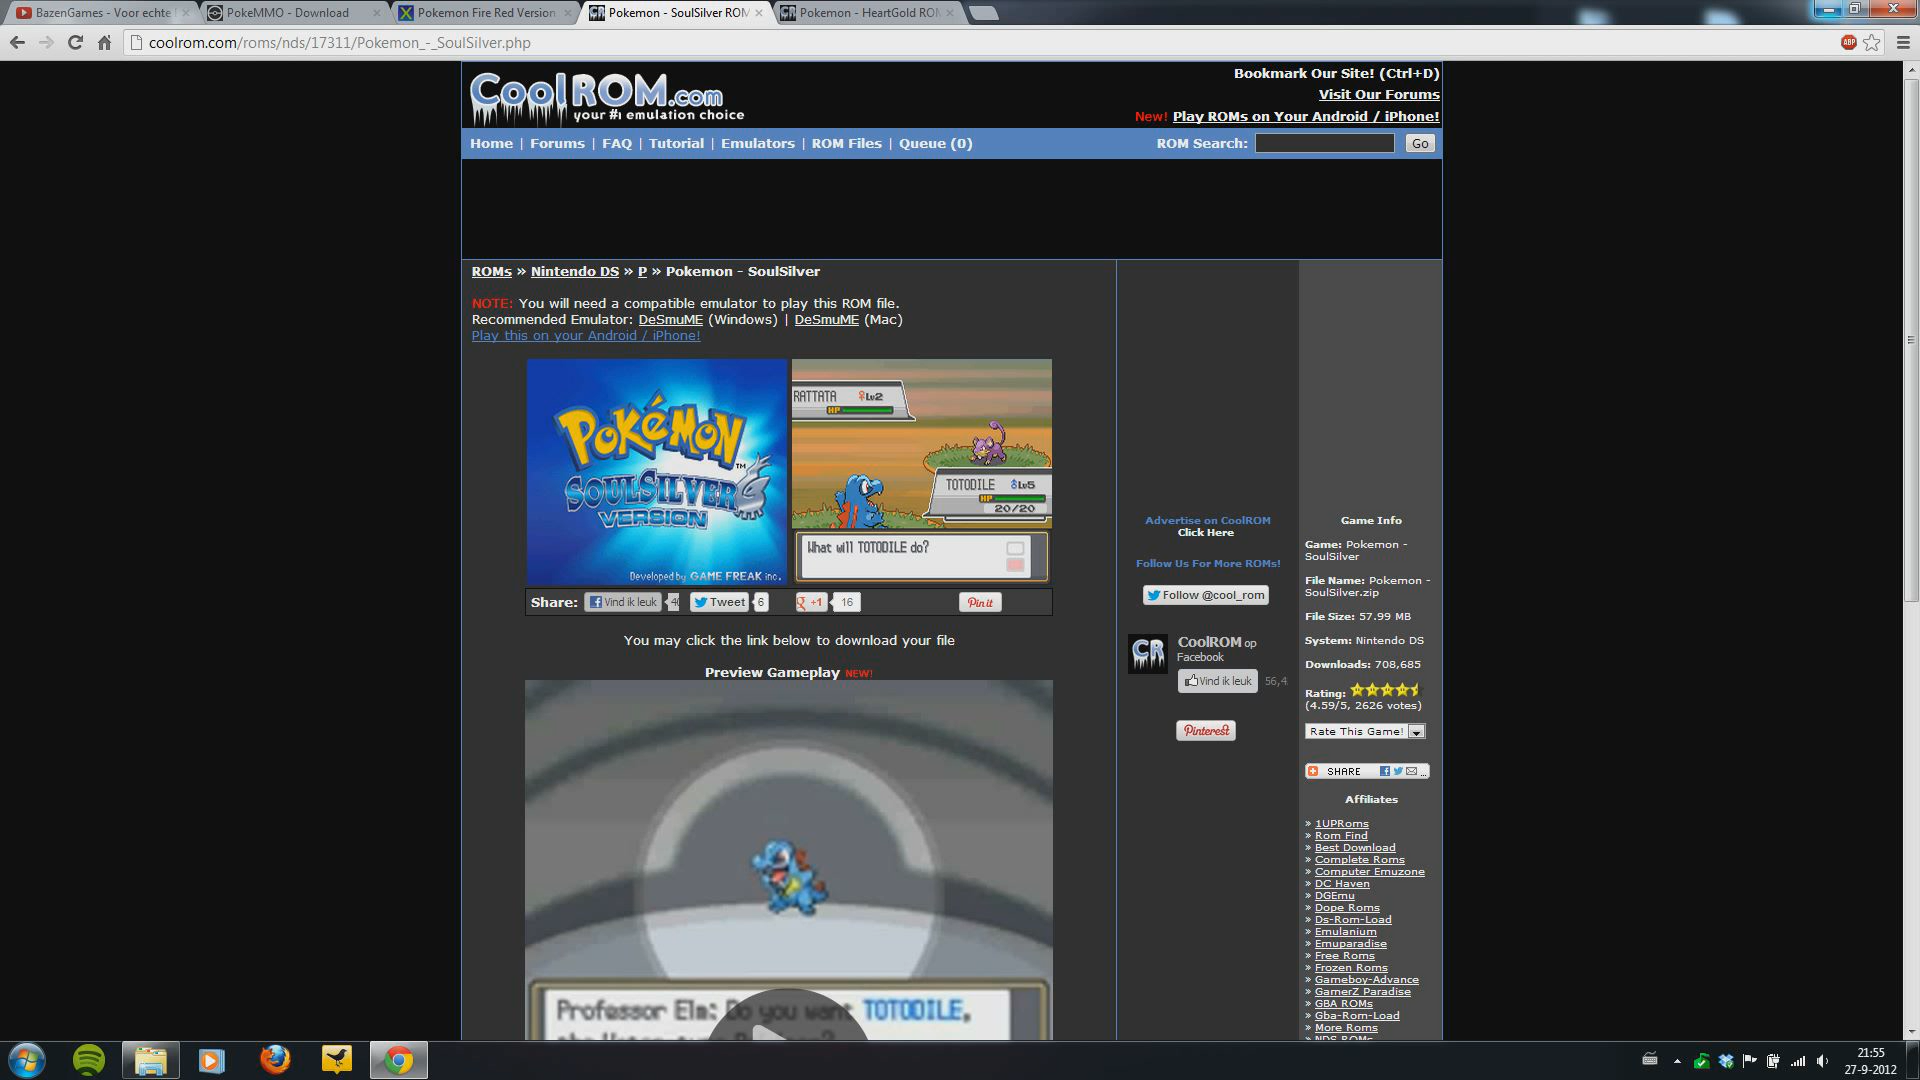 BazenGames - Voor echte
PokeMMO - Download
Pokemon Fire Red Version
Pokemon - SoulSilver ROM
Pokemon - HeartGold ROM
coolrom.com/roms/nds/17311/Pokemon_-_SoulSilver.php
ABP
CoolROM.com
your #1 emulation choice
Bookmark Our Site! (Ctrl+D)
Visit Our Forums
New! Play ROMs on Your Android / iPhone!
Home | Forums | FAQ | Tutorial | Emulators | ROM Files | Queue (0)
ROM Search:
Go
ROMs » Nintendo DS » P » Pokemon - SoulSilver
NOTE: You will need a compatible emulator to play this ROM file.
Recommended Emulator: DeSmuME (Windows) | DeSmuME (Mac)
Play this on your Android / iPhone!
POKéMON
SOULSILVER
VERSION
TM
Developed by GAME FREAK inc.
RATTATA ♀Lv2
HP
TOTODILE ♂Lv5
HP
20/20
What will TOTODILE do?
Share: Vind ik leuk Tweet 6 +1 16 Pin it
You may click the link below to download your file
Preview Gameplay NEW!
Professor Elm: Do you want TOTODILE,
Advertise on CoolROM
Click Here
Follow Us For More ROMs!
Follow @cool_rom
CR
CoolROM op
Facebook
Vind ik leuk 56,4
Pinterest
Game Info
Game: Pokemon -
SoulSilver
File Name: Pokemon -
SoulSilver.zip
File Size: 57.99 MB
System: Nintendo DS
Downloads: 708,685
Rating:
(4.59/5, 2626 votes)
Rate This Game!
SHARE
Affiliates
» 1UPRoms
» Rom Find
» Best Download
» Complete Roms
» Computer Emuzone
» DC Haven
» DGEmu
» Dope Roms
» Ds-Rom-Load
» Emulanium
» Emuparadise
» Free Roms
» Frozen Roms
» Gameboy-Advance
» GamerZ Paradise
» GBA ROMs
» Gba-Rom-Load
» More Roms
» NDS ROMs
21:55
27-9-2012